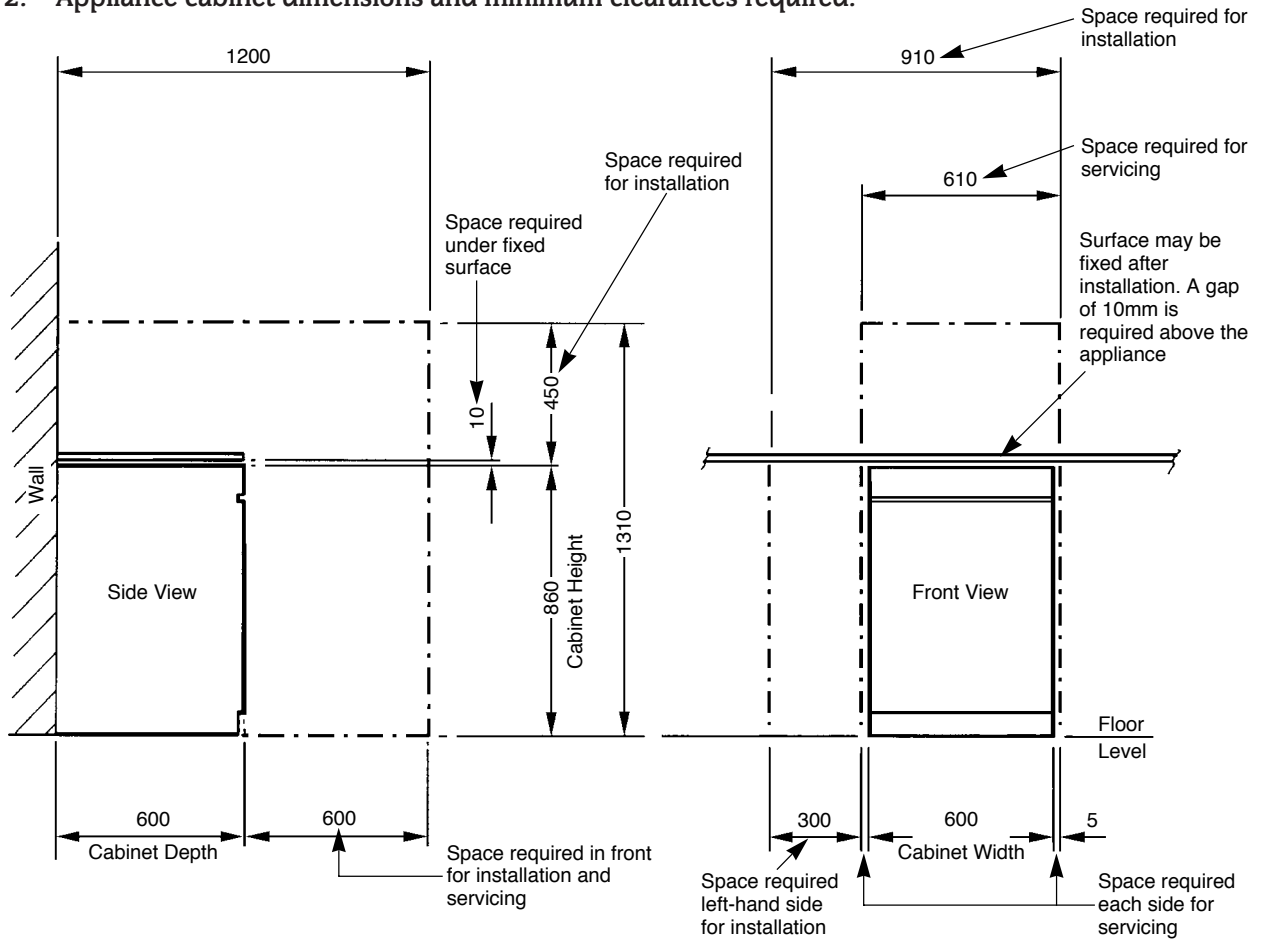 2. Appliance cabinet dimensions and minimum clearances required.
Space required for
installation
1200
910
Space required
for installation
Space required for
servicing
610
Space required
under fixed
surface
Surface may be
fixed after
installation. A gap
of 10mm is
required above the
appliance
450
10
Wall
1310
Side View
860
Cabinet Height
Front View
Floor
Level
600
Cabinet Depth
600
300
600
Cabinet Width
5
Space required in front
for installation and
servicing
Space required
left-hand side
for installation
Space required
each side for
servicing